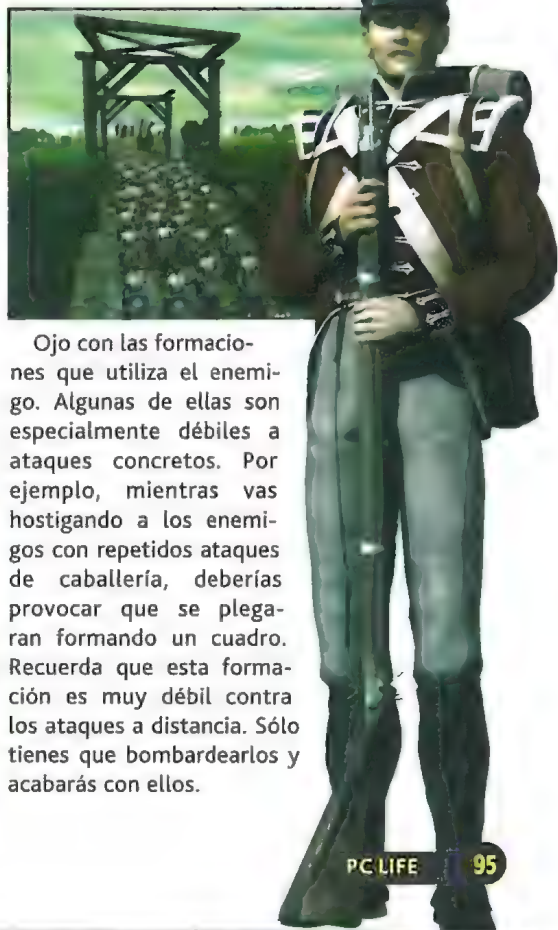 Ojo con las formacio-
nes que utiliza el enemi-
go. Algunas de ellas son
especialmente débiles a
ataques concretos. Por
ejemplo, mientras vas
hostigando a los enemi-
gos con repetidos ataques
de caballería, deberías
provocar que se plega-
ran formando un cuadro.
Recuerda que esta forma-
ción es muy débil contra
los ataques a distancia. Sólo
tienes que bombardearlos y
acabarás con ellos.
PC LIFE 95